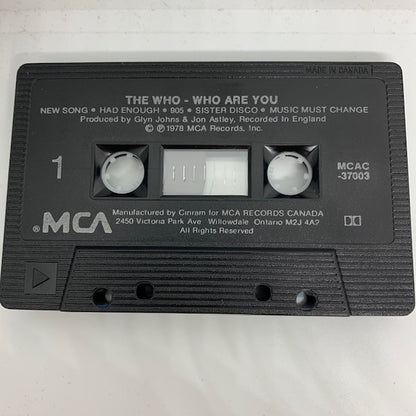 MADE IN CANADA
THE WHO - WHO ARE YOU
NEW SONG • HAD ENOUGH • 905 • SISTER DISCO • MUSIC MUST CHANGE
Produced by Glyn Johns & Jon Astley, Recorded in England
© ℗ 1978 MCA Records, Inc.
1
MCAC
-37003
®MCA
Manufactured by Cinram for MCA RECORDS CANADA
2450 Victoria Park Ave Willowdale Ontario M2J 4A2
All Rights Reserved